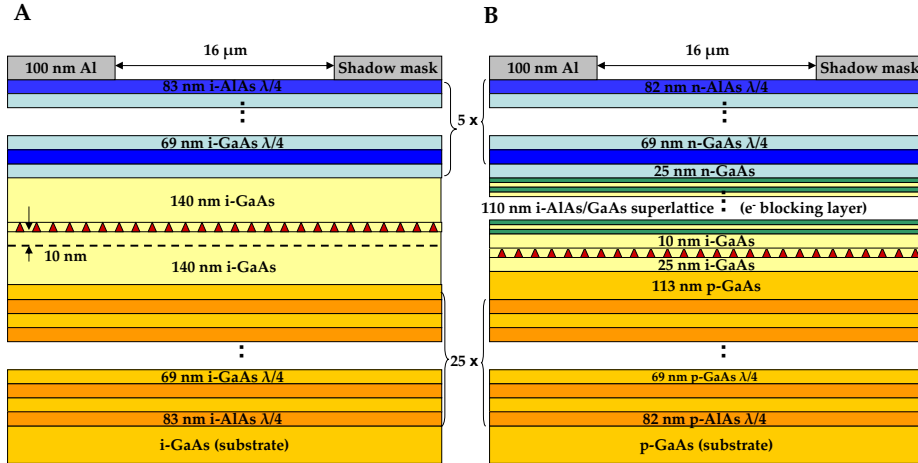 A
B
16 µm
16 µm
100 nm Al
Shadow mask
100 nm Al
Shadow mask
83 nm i-AlAs λ/4
82 nm n-AlAs λ/4
5 x
69 nm i-GaAs λ/4
69 nm n-GaAs λ/4
25 nm n-GaAs
140 nm i-GaAs
110 nm i-AlAs/GaAs superlattice
(e- blocking layer)
10 nm
10 nm i-GaAs
140 nm i-GaAs
25 nm i-GaAs
113 nm p-GaAs
25 x
69 nm i-GaAs λ/4
69 nm p-GaAs λ/4
83 nm i-AlAs λ/4
82 nm p-AlAs λ/4
i-GaAs (substrate)
p-GaAs (substrate)